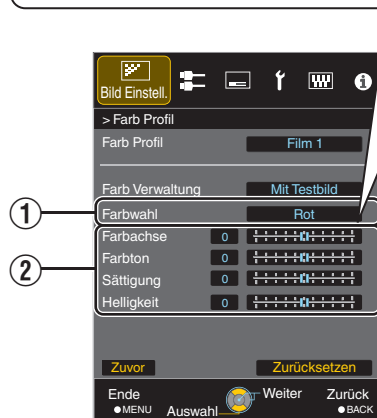 Bild Einstell.
> Farb Profil
Farb Profil Film 1
Farb Verwaltung Mit Testbild
① Farbwahl Rot
② Farbachse 0
Farbton 0
Sättigung 0
Helligkeit 0
Zuvor Zurücksetzen
Ende Weiter Zurück
●MENU Auswahl ●BACK